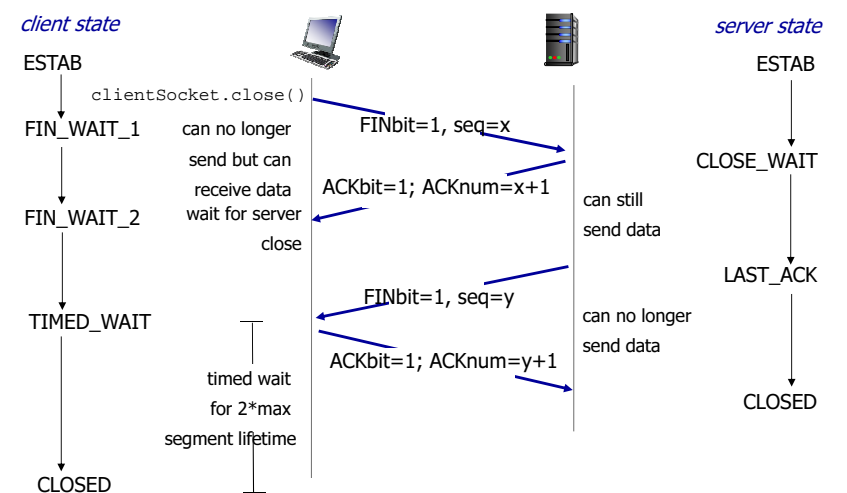 client state
server state
ESTAB
ESTAB
clientSocket.close()
FIN_WAIT_1
can no longer
send but can
receive data
FINbit=1, seq=x
CLOSE_WAIT
ACKbit=1; ACKnum=x+1
FIN_WAIT_2
wait for server
close
can still
send data
LAST_ACK
FINbit=1, seq=y
TIMED_WAIT
can no longer
send data
ACKbit=1; ACKnum=y+1
timed wait
for 2*max
segment lifetime
CLOSED
CLOSED